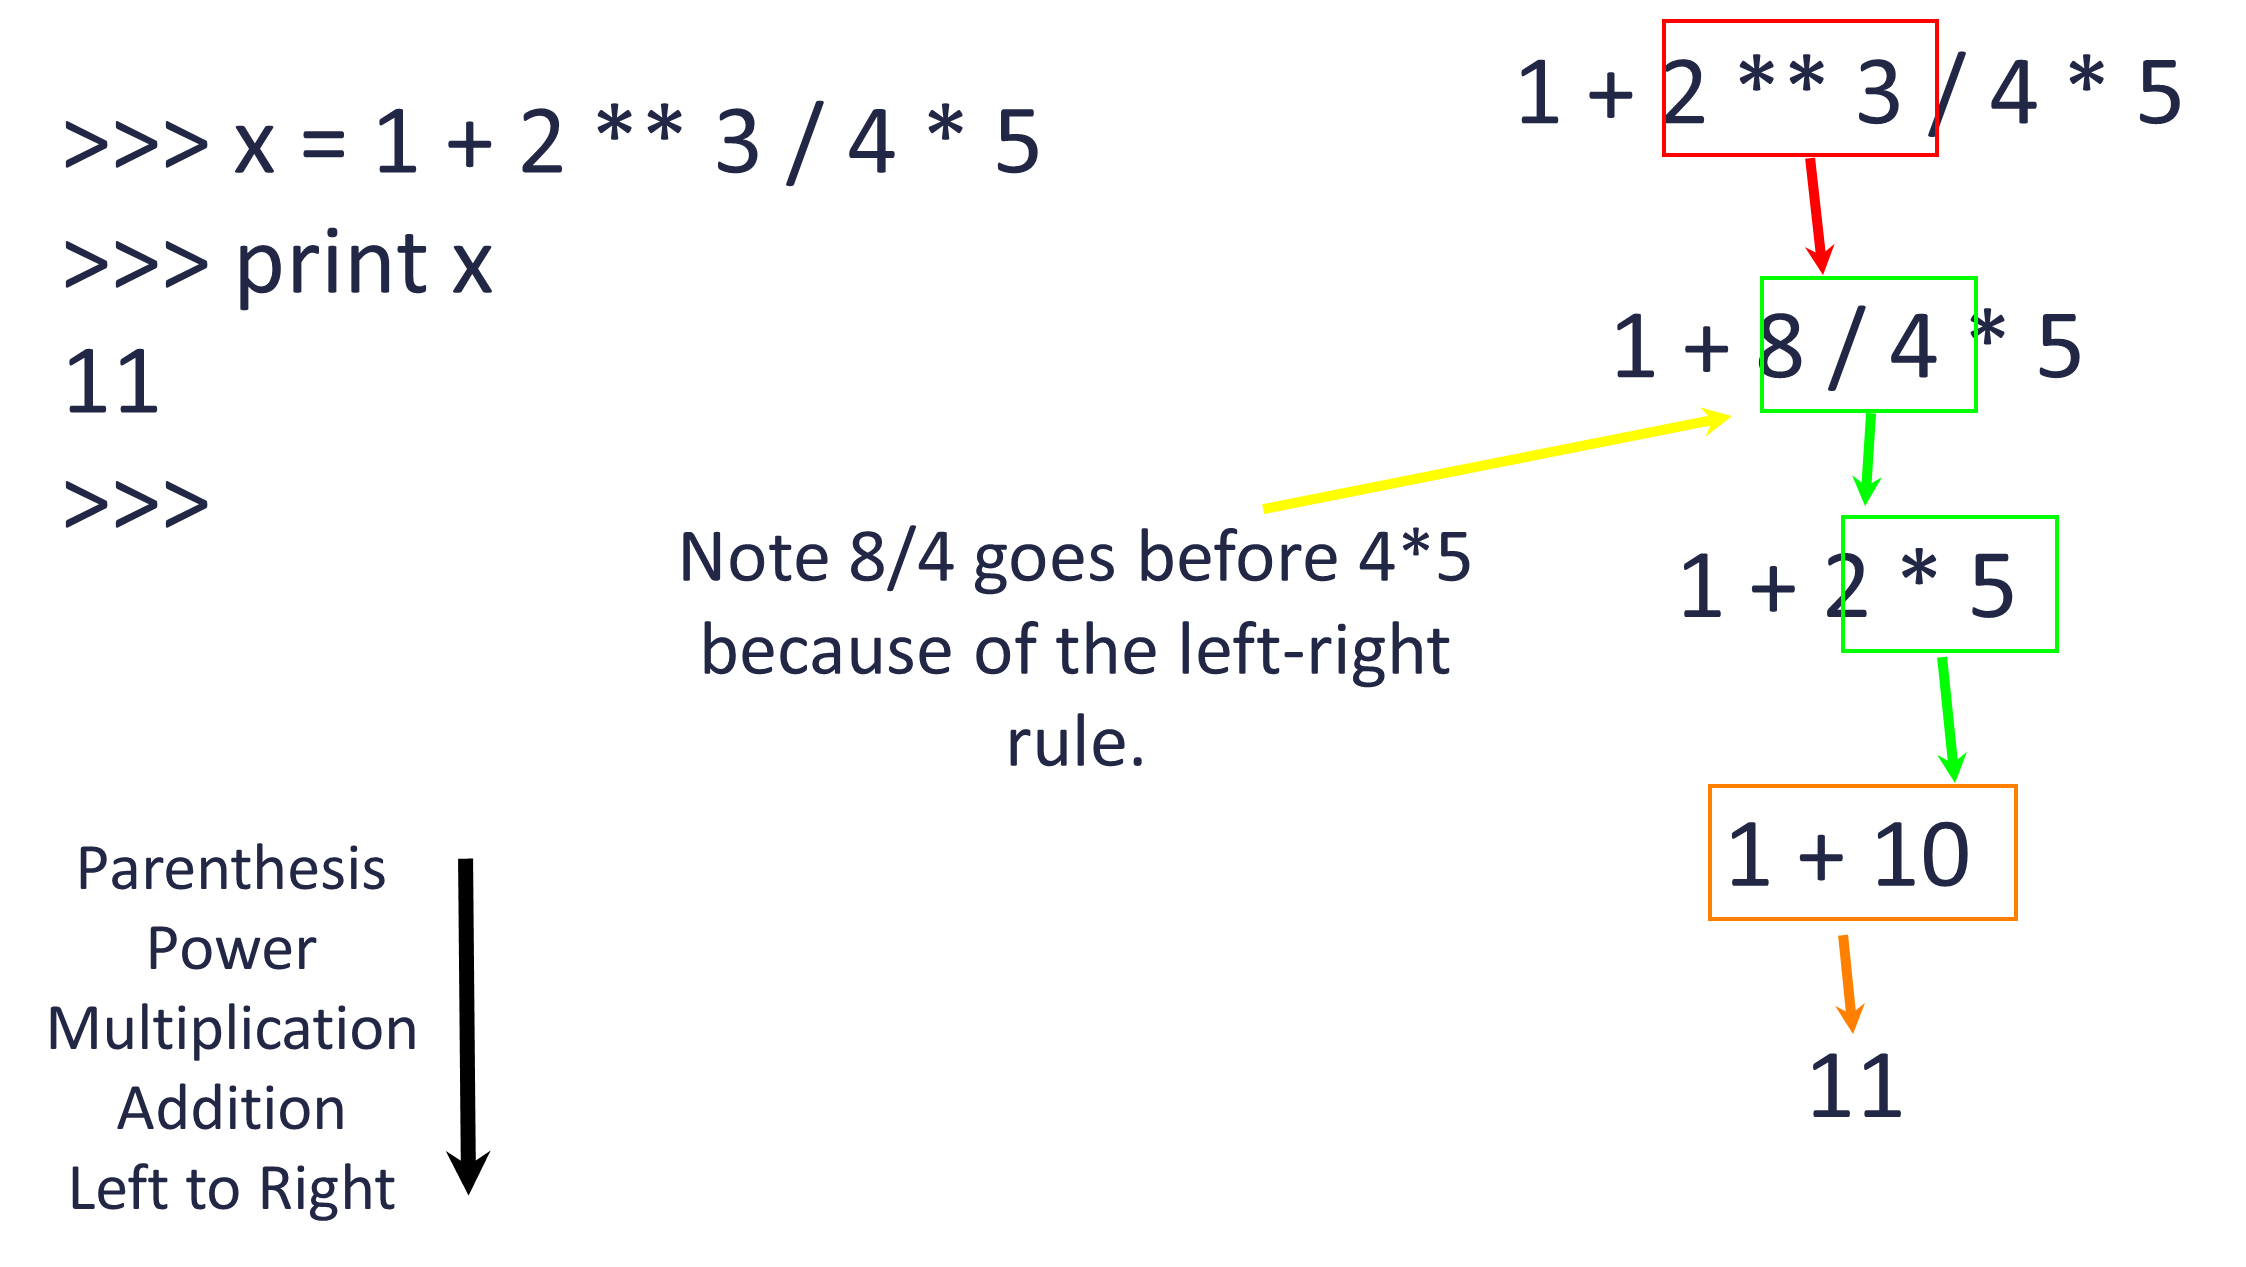 >>> x = 1 + 2 ** 3 / 4 * 5
>>> print x
11
>>>
1 + 2 ** 3 / 4 * 5
1 + 8 / 4 * 5
1 + 2 * 5
1 + 10
11
Note 8/4 goes before 4*5
because of the left-right
rule.
Parenthesis
Power
Multiplication
Addition
Left to Right